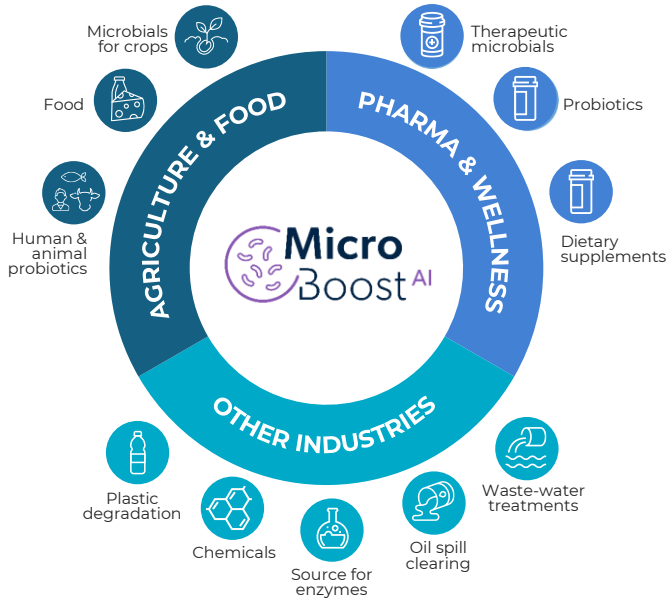 Microbials
for crops
Therapeutic
microbials
Food
Probiotics
AGRICULTURE & FOOD
PHARMA & WELLNESS
Human &
animal
probiotics
Dietary
supplements
Micro
Boost AI
OTHER INDUSTRIES
Plastic
degradation
Chemicals
Source for
enzymes
Oil spill
clearing
Waste-water
treatments